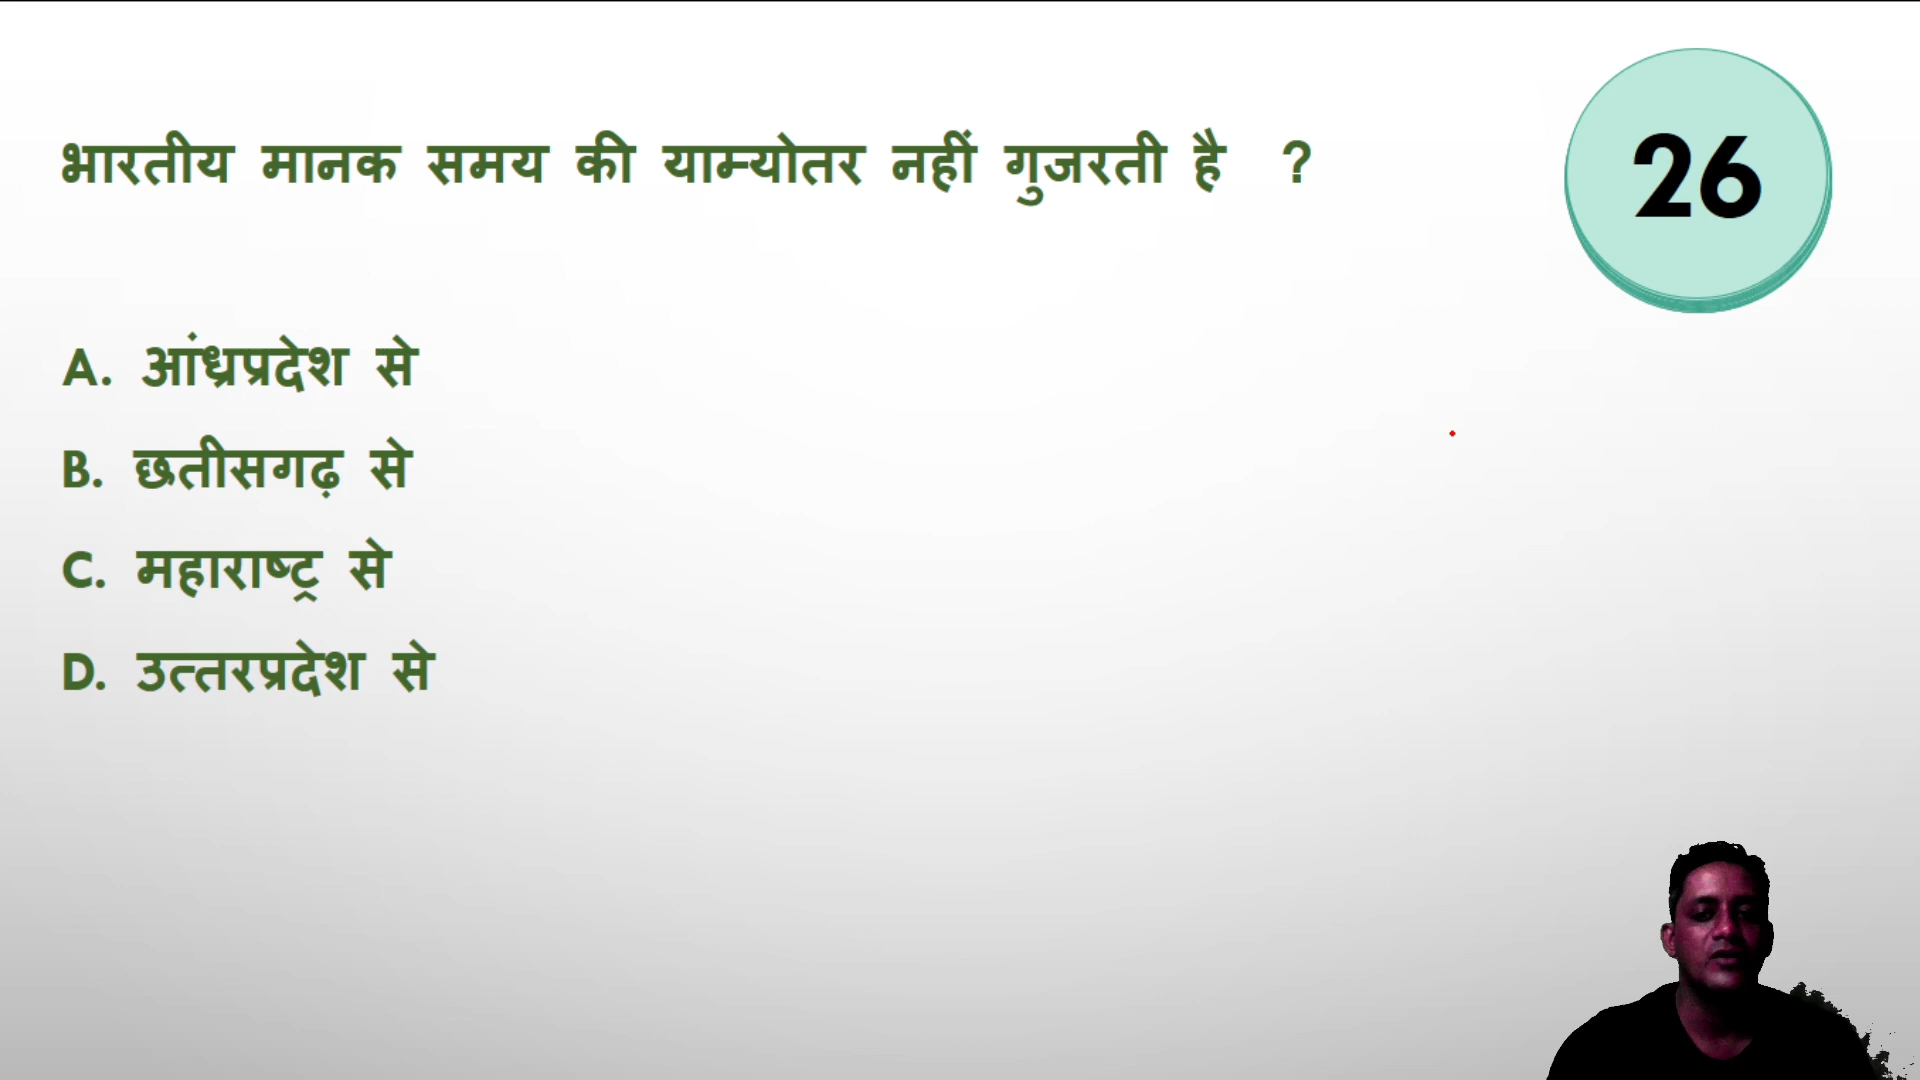 भारतीय मानक समय की याम्योतर नहीं गुजरती है ?
26
A. आंध्रप्रदेश से
B. छतीसगढ़ से
C. महाराष्ट्र से
D. उत्तरप्रदेश से